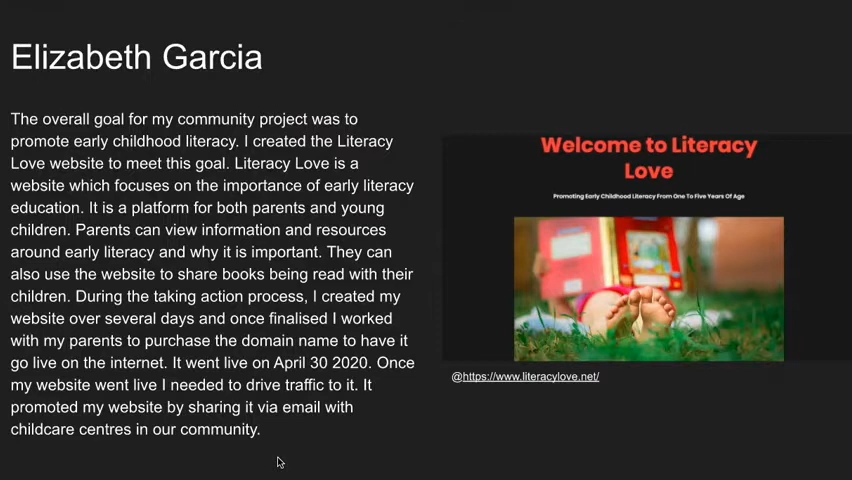 Elizabeth Garcia
The overall goal for my community project was to
promote early childhood literacy. I created the Literacy
Love website to meet this goal. Literacy Love is a
website which focuses on the importance of early literacy
education. It is a platform for both parents and young
children. Parents can view information and resources
around early literacy and why it is important. They can
also use the website to share books being read with their
children. During the taking action process, I created my
website over several days and once finalised I worked
with my parents to purchase the domain name to have it
go live on the internet. It went live on April 30 2020. Once
my website went live I needed to drive traffic to it. It
promoted my website by sharing it via email with
childcare centres in our community.
Welcome to Literacy
Love
Promoting Early Childhood Literacy From One To Five Years Of Age
@https://www.literacylove.net/